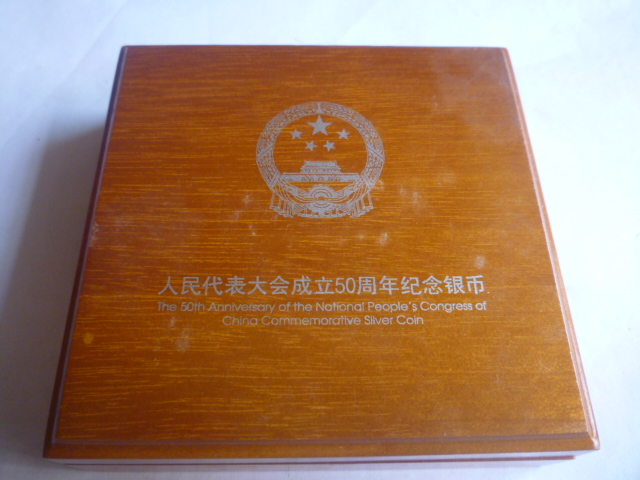 人民代表大会成立50周年纪念银币
The 50th Anniversary of the National People's Congress of
China Commemorative Silver Coin